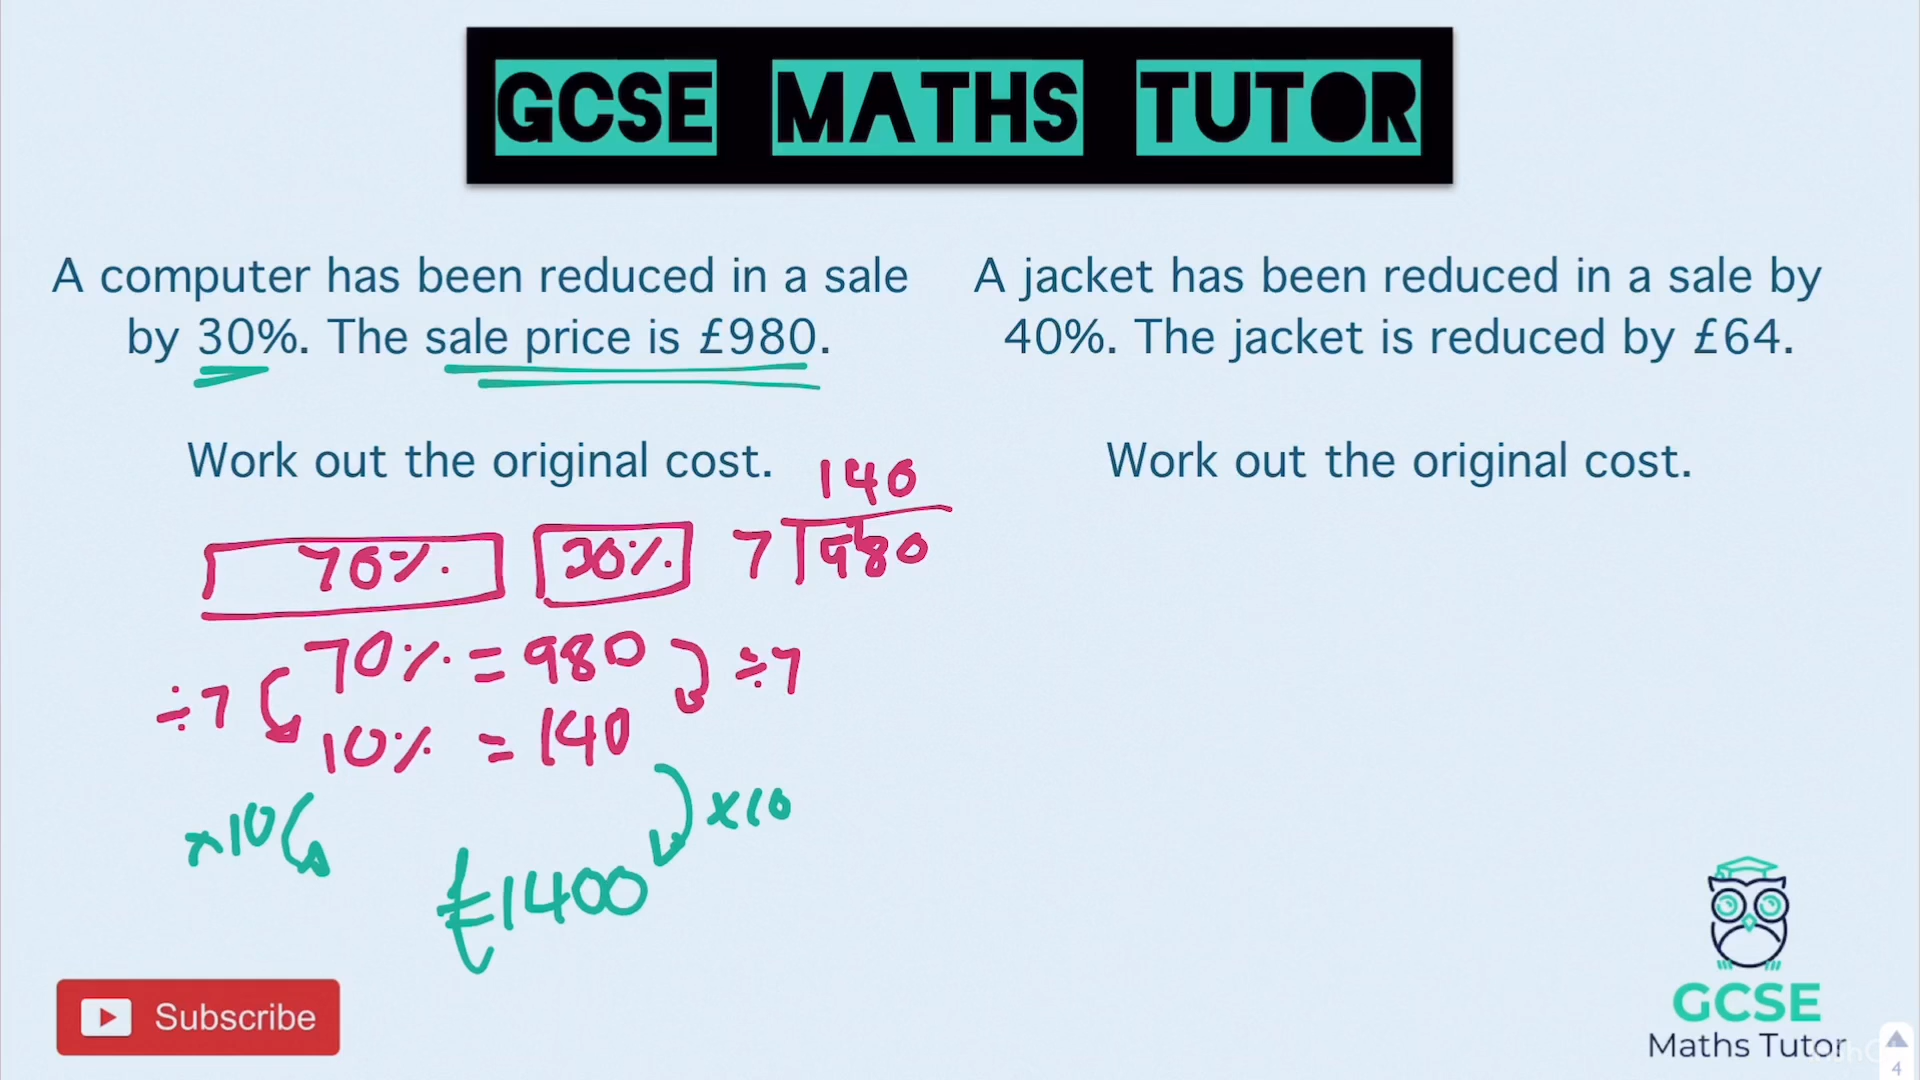 GCSE MATHS TUTOR
A computer has been reduced in a sale
by 30%. The sale price is £980.
Work out the original cost.
140
70% 30% 7 980
70% = 980
÷7 ÷7
10% = 140
×10 ×10
£1400
A jacket has been reduced in a sale by
40%. The jacket is reduced by £64.
Work out the original cost.
Subscribe
GCSE
Maths Tutor
4